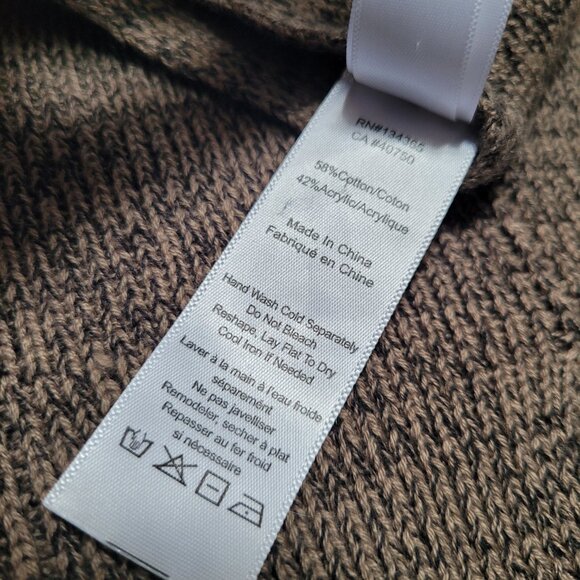 RN#134365
CA #40750
58%Cotton/Coton
42%Acrylic/Acrylique
Made In China
Fabriqué en Chine
Hand Wash Cold Separately
Do Not Bleach
Reshape, Lay Flat To Dry
Cool Iron If Needed
Laver à la main à l'eau froide
séparément
Ne pas javelliser
Remodeler, secher à plat
Repasser au fer froid
si nécessaire